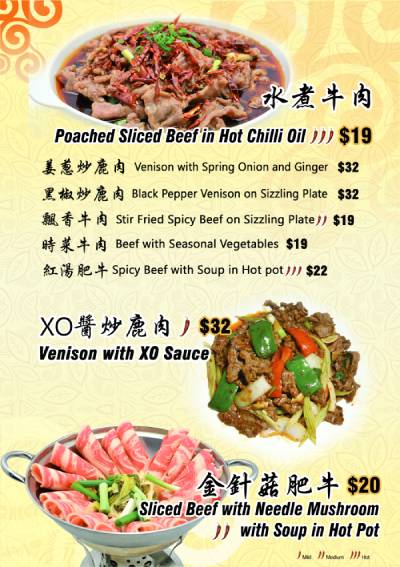 水煮牛肉
Poached Sliced Beef in Hot Chilli Oil $19
姜蔥炒鹿肉 Venison with Spring Onion and Ginger $32
黑椒炒鹿肉 Black Pepper Venison on Sizzling Plate $32
飄香牛肉 Stir Fried Spicy Beef on Sizzling Plate $19
時菜牛肉 Beef with Seasonal Vegetables $19
紅湯肥牛 Spicy Beef with Soup in Hot pot $22
XO醬炒鹿肉 $32
Venison with XO Sauce
金針菇肥牛 $20
Sliced Beef with Needle Mushroom
with Soup in Hot Pot
Mild Medium Hot